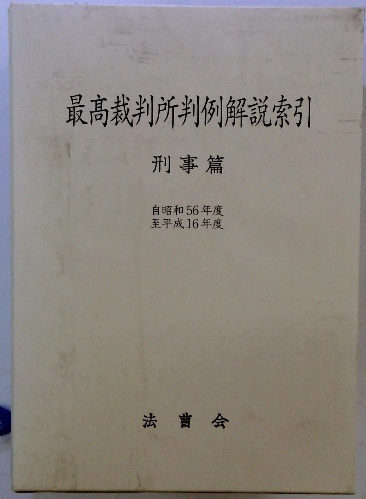 最高裁判所判例解説索引
刑事篇
自昭和56年度
至平成16年度
法曹会